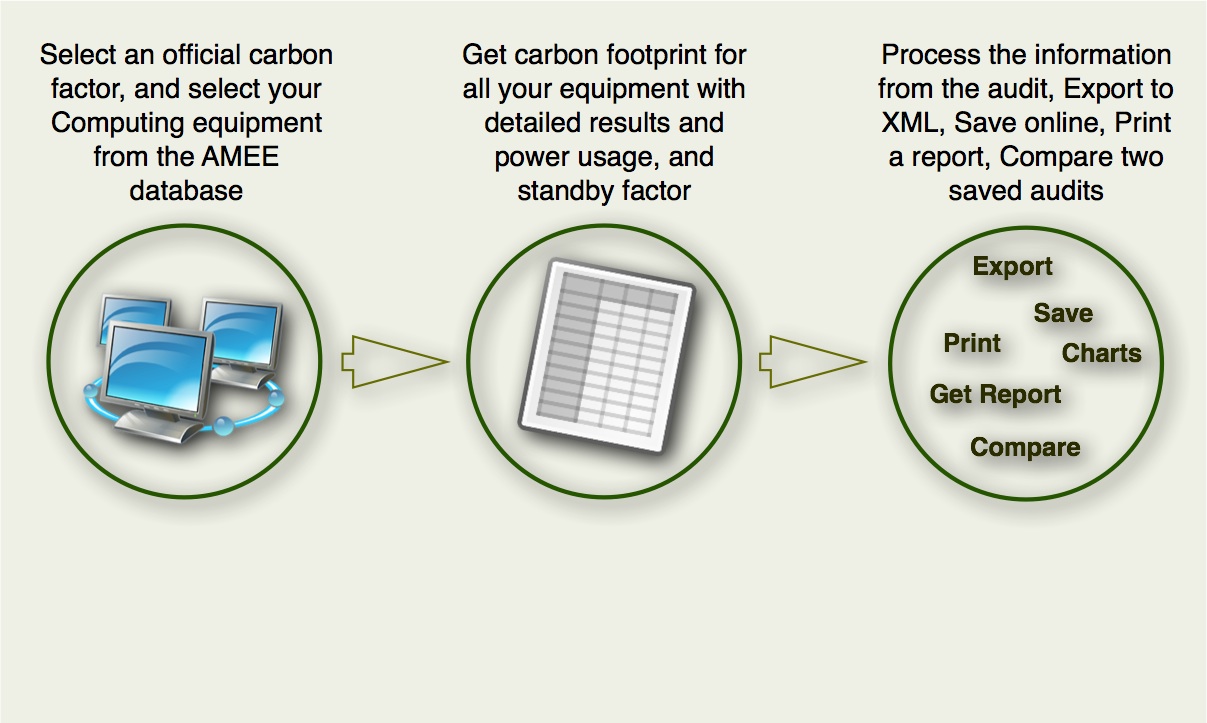 Select an official carbon
factor, and select your
Computing equipment
from the AMEE
database
Get carbon footprint for
all your equipment with
detailed results and
power usage, and
standby factor
Process the information
from the audit, Export to
XML, Save online, Print
a report, Compare two
saved audits
Export
Save
Print
Charts
Get Report
Compare